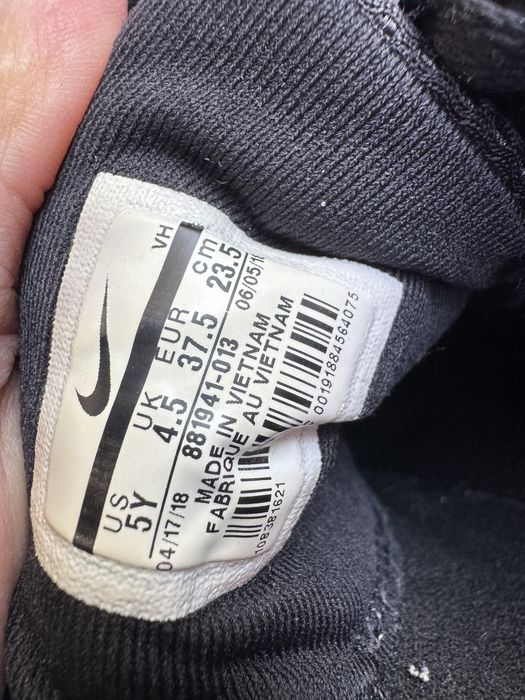 VH
US UK EUR cm
5Y 4.5 37.5 23.5
04/17/18 881941-013 06/05/1
MADE IN VIETNAM
FABRIQUE AU VIETNAM
108381621 00191884564075